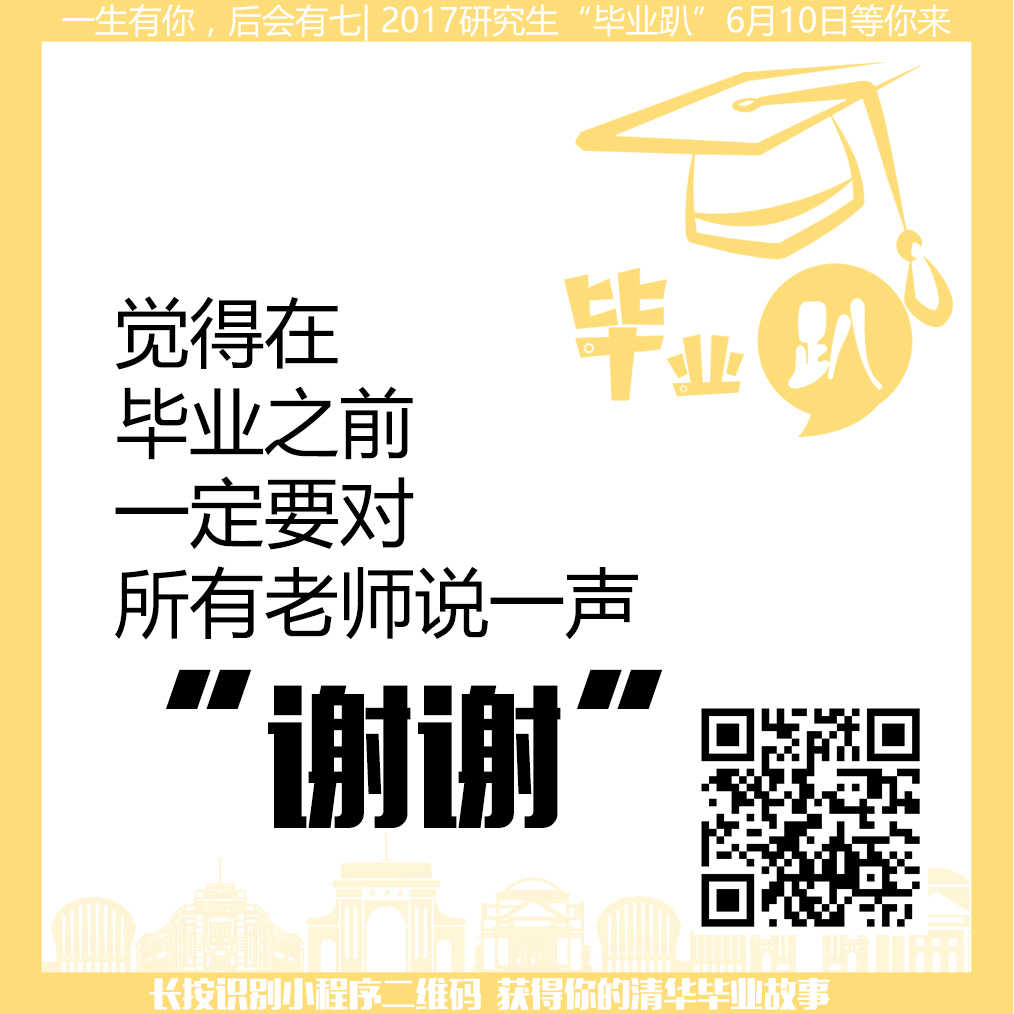 一生有你，后会有七| 2017研究生“毕业趴”6月10日等你来
毕业趴
觉得在
毕业之前
一定要对
所有老师说一声
“谢谢”
长按识别小程序二维码 获得你的清华毕业故事